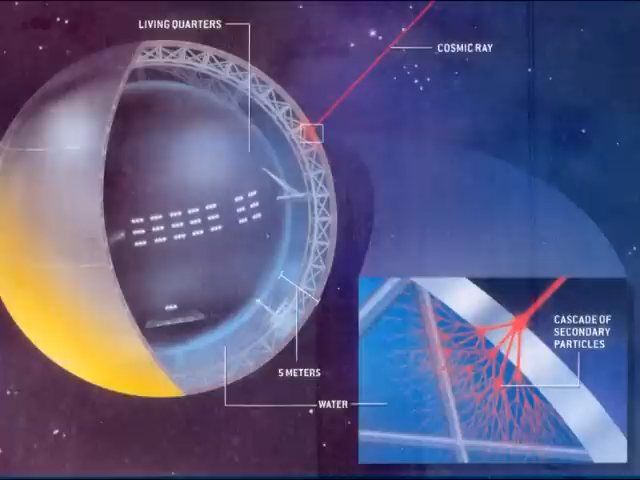 LIVING QUARTERS
COSMIC RAY
CASCADE OF
SECONDARY
PARTICLES
5 METERS
WATER